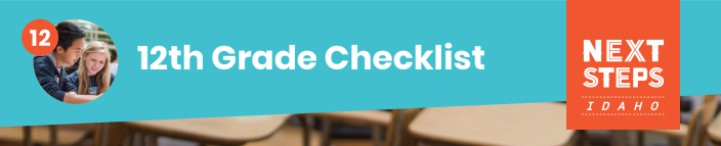 12
12th Grade Checklist
NEXT
STEPS
IDAHO